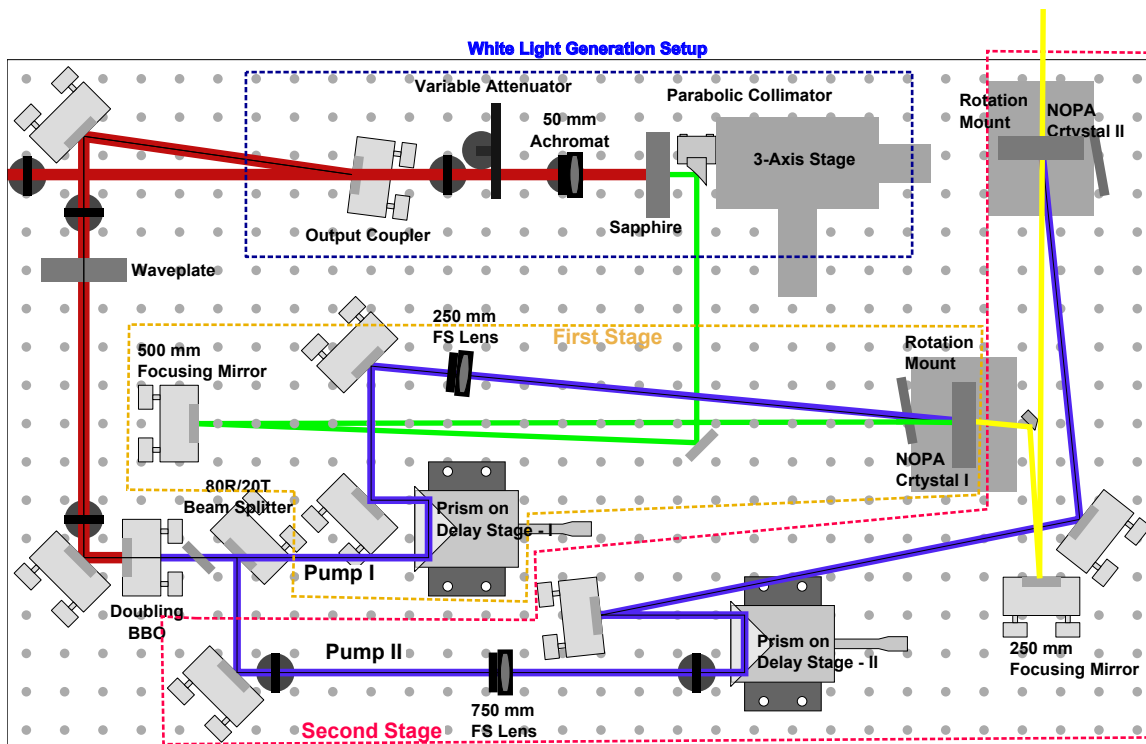 White Light Generation Setup
Variable Attenuator
50 mm
Achromat
Parabolic Collimator
3-Axis Stage
Rotation
Mount
NOPA
Crtystal II
Output Coupler
Sapphire
Waveplate
250 mm
FS Lens
First Stage
500 mm
Focusing Mirror
Rotation
Mount
NOPA
Crtystal I
80R/20T
Beam Splitter
Prism on
Delay Stage - I
Pump I
Doubling
BBO
Pump II
Prism on
Delay Stage - II
250 mm
Focusing Mirror
750 mm
FS Lens
Second Stage